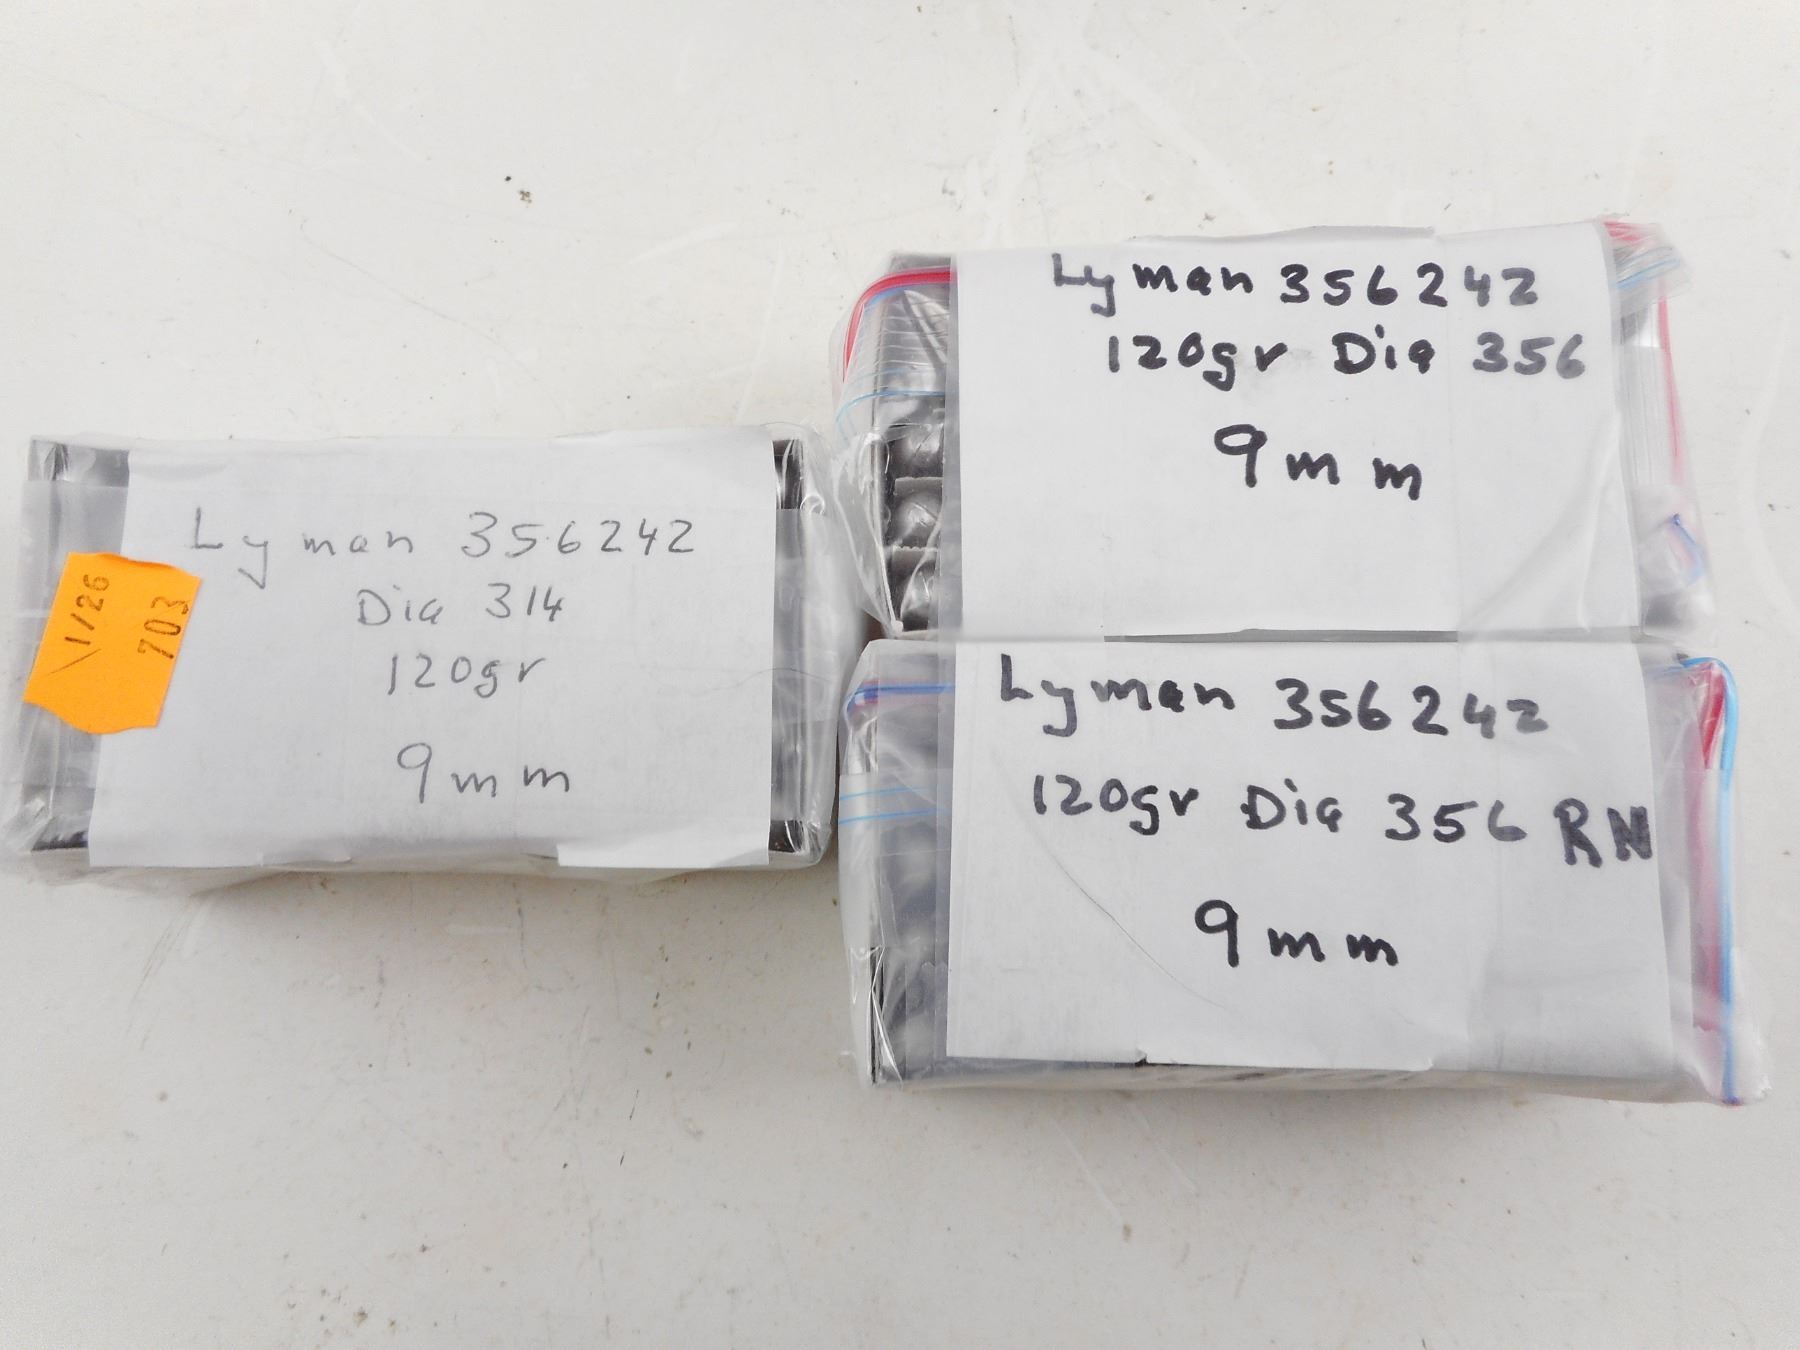 Lyman 356242
Dia 314
120gr
9mm
1/26
703
Lyman 356242
120gr Dia 356
9mm
Lyman 356242
120gr Dia 356 RN
9mm